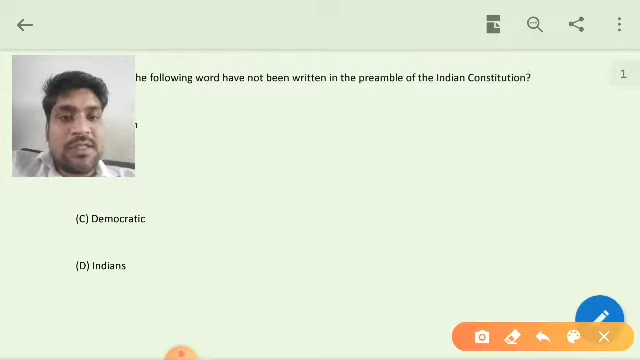 he following word have not been written in the preamble of the Indian Constitution?
1
n
(C) Democratic
(D) Indians